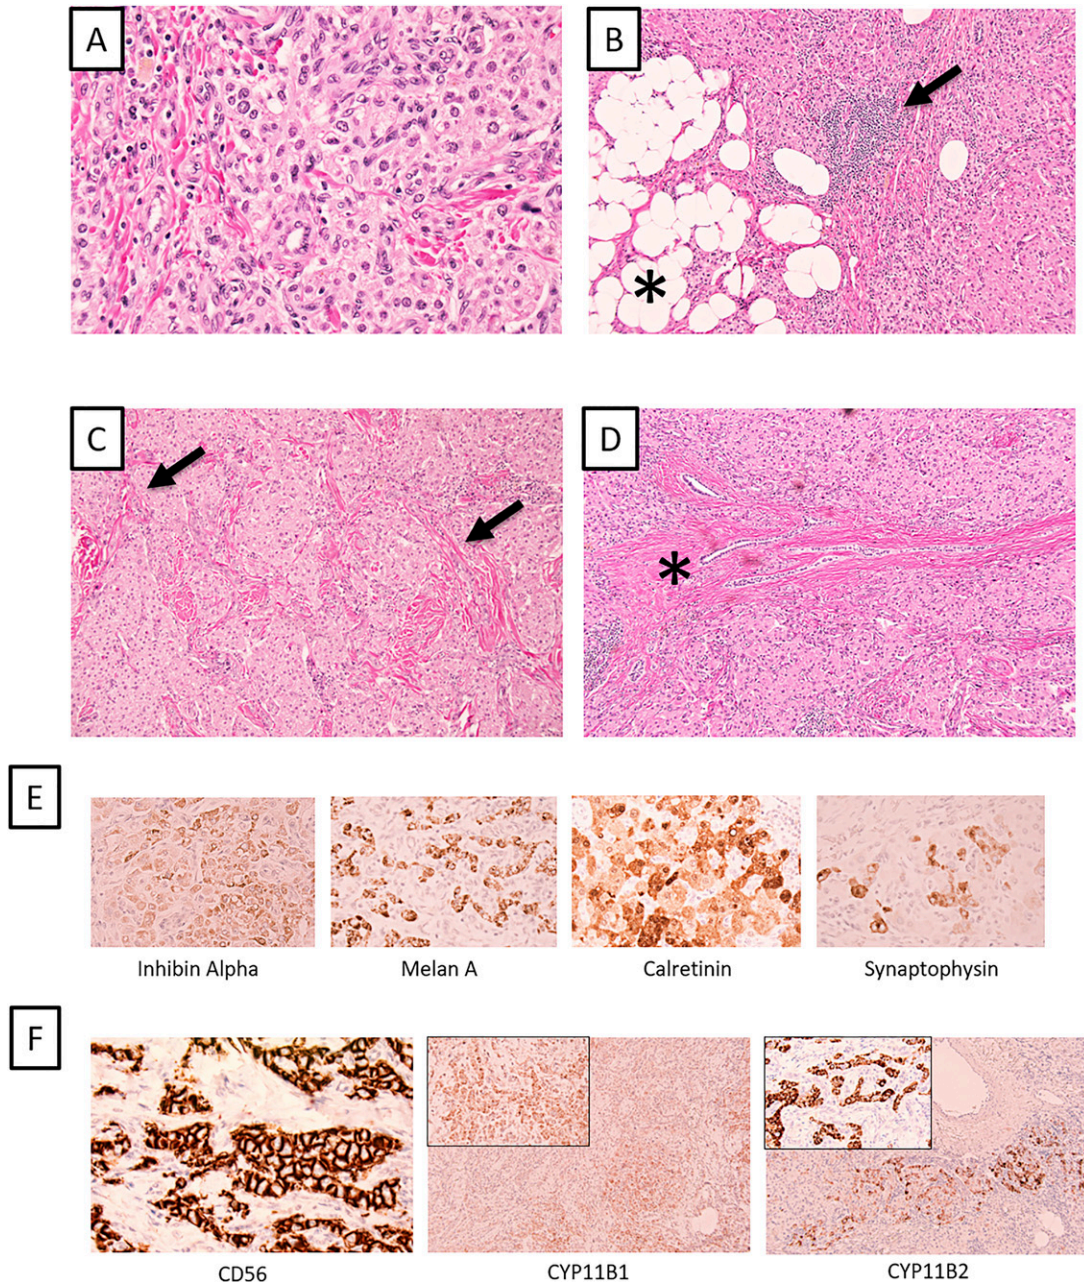 A
B
C
D
E
Inhibin Alpha
Melan A
Calretinin
Synaptophysin
F
CD56
CYP11B1
CYP11B2